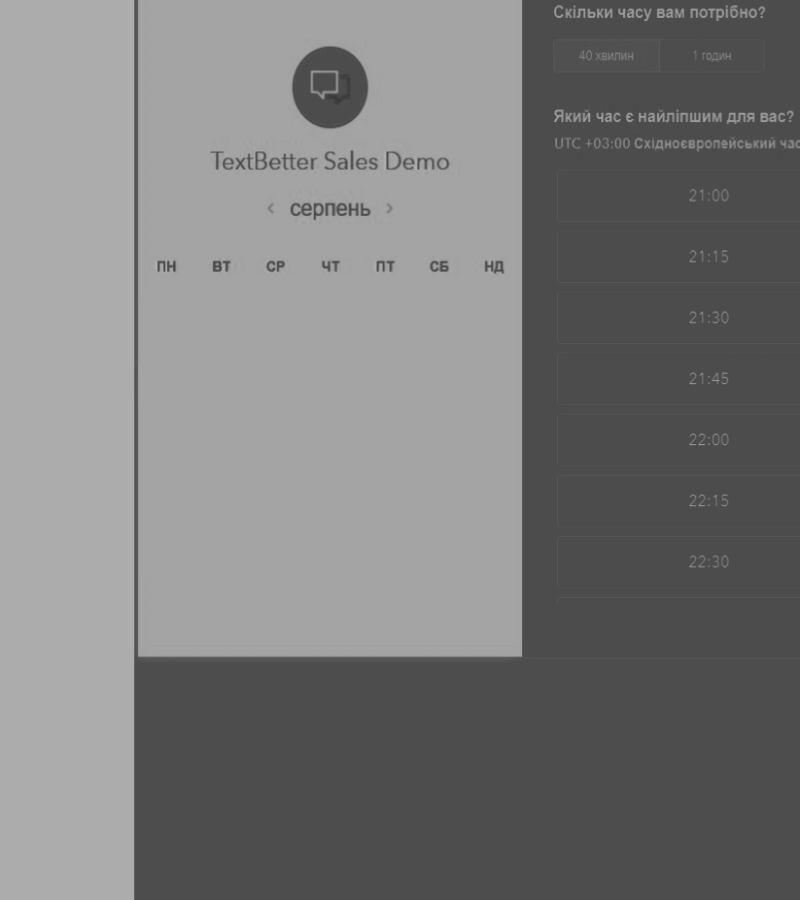 TextBetter Sales Demo
серпень
ПН ВТ СР ЧТ ПТ СБ НД
Скільки часу вам потрібно?
40 хвилин 1 годин
Який час є найліпшим для вас?
UTC +03:00 Східноєвропейський час
21:00
21:15
21:30
21:45
22:00
22:15
22:30